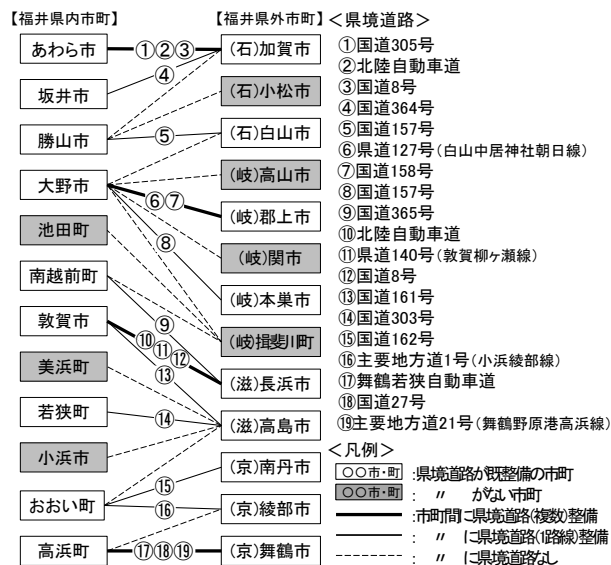 【福井県内市町】
【福井県外市町】
＜県境道路＞
あわら市
坂井市
勝山市
大野市
池田町
南越前町
敦賀市
美浜町
若狭町
小浜市
おおい町
高浜町
①②③
④
⑤
⑥⑦
⑧
⑨
⑩
⑪
⑫
⑬
⑭
⑮
⑯
⑰⑱⑲
(石)加賀市
(石)小松市
(石)白山市
(岐)高山市
(岐)郡上市
(岐)関市
(岐)本巣市
(岐)揖斐川町
(滋)長浜市
(滋)高島市
(京)南丹市
(京)綾部市
(京)舞鶴市
①国道305号
②北陸自動車道
③国道8号
④国道364号
⑤国道157号
⑥県道127号(白山中居神社朝日線)
⑦国道158号
⑧国道157号
⑨国道365号
⑩北陸自動車道
⑪県道140号(敦賀柳ヶ瀬線)
⑫国道8号
⑬国道161号
⑭国道303号
⑮国道162号
⑯主要地方道1号(小浜綾部線)
⑰舞鶴若狭自動車道
⑱国道27号
⑲主要地方道21号(舞鶴野原港高浜線)
＜凡例＞
○○市・町 :県境道路が既整備の市町
○○市・町 : 〃 がない市町
:市町間に県境道路(複数)整備
: 〃 に県境道路(1路線)整備
: 〃 に県境道路なし